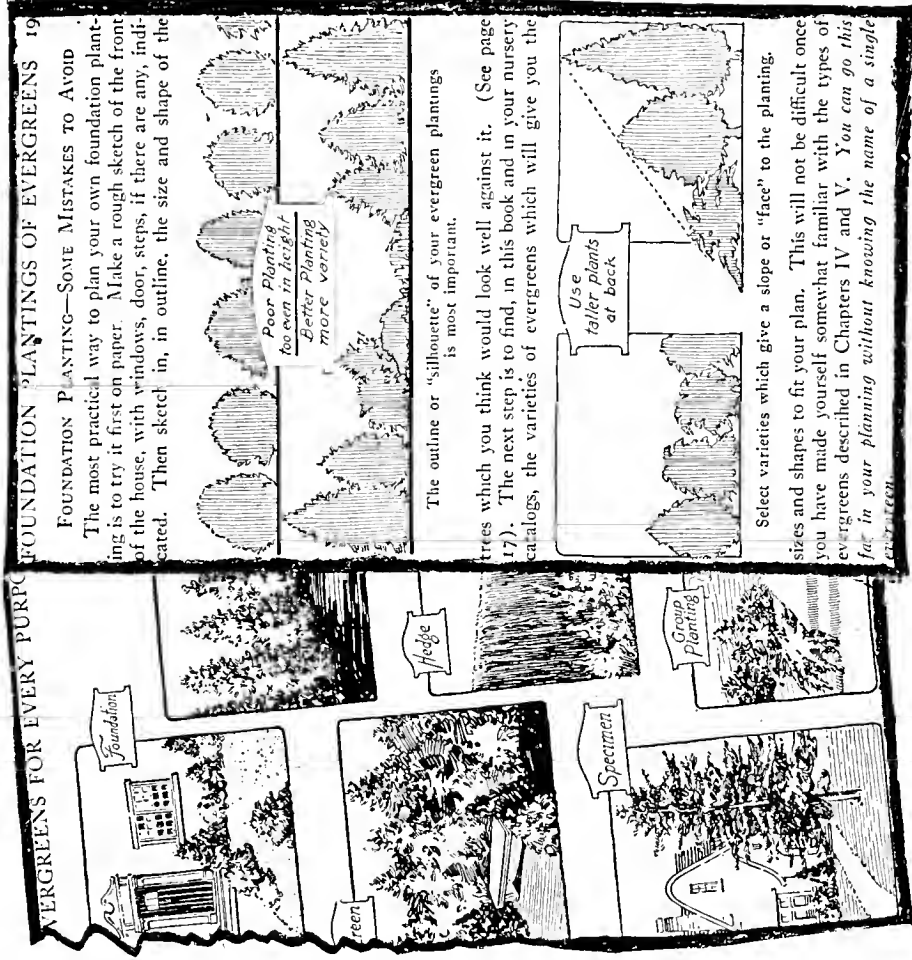 VERGREENS FOR EVERY PURPO
Foundation
reen
Hedge
Specimen
Group
Planting
FOUNDATION PLANTINGS OF EVERGREENS 19
FOUNDATION PLANTING—SOME MISTAKES TO AVOID
The most practical way to plan your own foundation plant-
ing is to try it first on paper. Make a rough sketch of the front
of the house, with windows, door, steps, if there are any, indi-
cated. Then sketch in, in outline, the size and shape of the
Poor Planting
too even in height
Better Planting
more variety
The outline or "silhouette" of your evergreen plantings
is most important.
trees which you think would look well against it. (See page
17). The next step is to find, in this book and in your nursery
catalogs, the varieties of evergreens which will give you the
Use
taller plants
at back
Select varieties which give a slope or "face" to the planting.
sizes and shapes to fit your plan. This will not be difficult once
you have made yourself somewhat familiar with the types of
evergreens described in Chapters IV and V. You can go this
far in your planning without knowing the name of a single
evergreen